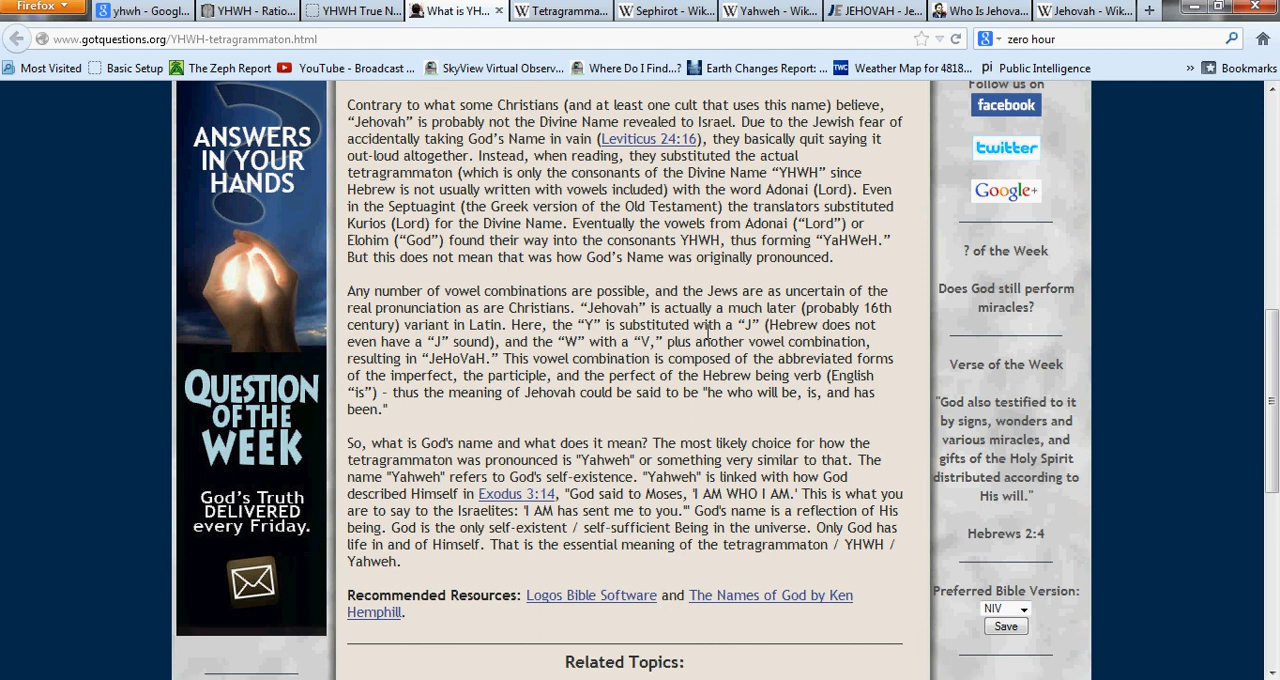 Firefox
yhwh - Googl...
YHWH - Ratio...
YHWH True N...
What is YH...
Tetragramma...
Sephirot - Wik...
Yahweh - Wik...
JEHOVAH - Je...
Who Is Jehova...
Jehovah - Wik...
www.gotquestions.org/YHWH-tetragrammaton.html
zero hour
Most Visited
Basic Setup
The Zeph Report
YouTube - Broadcast ...
SkyView Virtual Observ...
Where Do I Find...?
Earth Changes Report: ...
Weather Map for 4818...
Public Intelligence
»
Bookmarks
ANSWERS
IN YOUR
HANDS
QUESTION
OF THE
WEEK
God's Truth
DELIVERED
every Friday.
Contrary to what some Christians (and at least one cult that uses this name) believe,
“Jehovah” is probably not the Divine Name revealed to Israel. Due to the Jewish fear of
accidentally taking God’s Name in vain (Leviticus 24:16), they basically quit saying it
out-loud altogether. Instead, when reading, they substituted the actual
tetragrammaton (which is only the consonants of the Divine Name “YHWH” since
Hebrew is not usually written with vowels included) with the word Adonai (Lord). Even
in the Septuagint (the Greek version of the Old Testament) the translators substituted
Kurios (Lord) for the Divine Name. Eventually the vowels from Adonai (“Lord”) or
Elohim (“God”) found their way into the consonants YHWH, thus forming “YaHWeH.”
But this does not mean that was how God’s Name was originally pronounced.
Any number of vowel combinations are possible, and the Jews are as uncertain of the
real pronunciation as are Christians. “Jehovah” is actually a much later (probably 16th
century) variant in Latin. Here, the “Y” is substituted with a “J” (Hebrew does not
even have a “J” sound), and the “W” with a “V,” plus another vowel combination,
resulting in “JeHoVaH.” This vowel combination is composed of the abbreviated forms
of the imperfect, the participle, and the perfect of the Hebrew being verb (English
“is”) – thus the meaning of Jehovah could be said to be "he who will be, is, and has
been."
So, what is God's name and what does it mean? The most likely choice for how the
tetragrammaton was pronounced is "Yahweh" or something very similar to that. The
name "Yahweh" refers to God's self-existence. "Yahweh" is linked with how God
described Himself in Exodus 3:14, "God said to Moses, 'I AM WHO I AM.' This is what you
are to say to the Israelites: 'I AM has sent me to you.'" God's name is a reflection of His
being. God is the only self-existent / self-sufficient Being in the universe. Only God has
life in and of Himself. That is the essential meaning of the tetragrammaton / YHWH /
Yahweh.
Recommended Resources: Logos Bible Software and The Names of God by Ken
Hemphill.
Related Topics:
Follow us on
facebook
twitter
Google+
? of the Week
Does God still perform
miracles?
Verse of the Week
"God also testified to it
by signs, wonders and
various miracles, and
gifts of the Holy Spirit
distributed according to
His will."
Hebrews 2:4
Preferred Bible Version:
NIV
Save